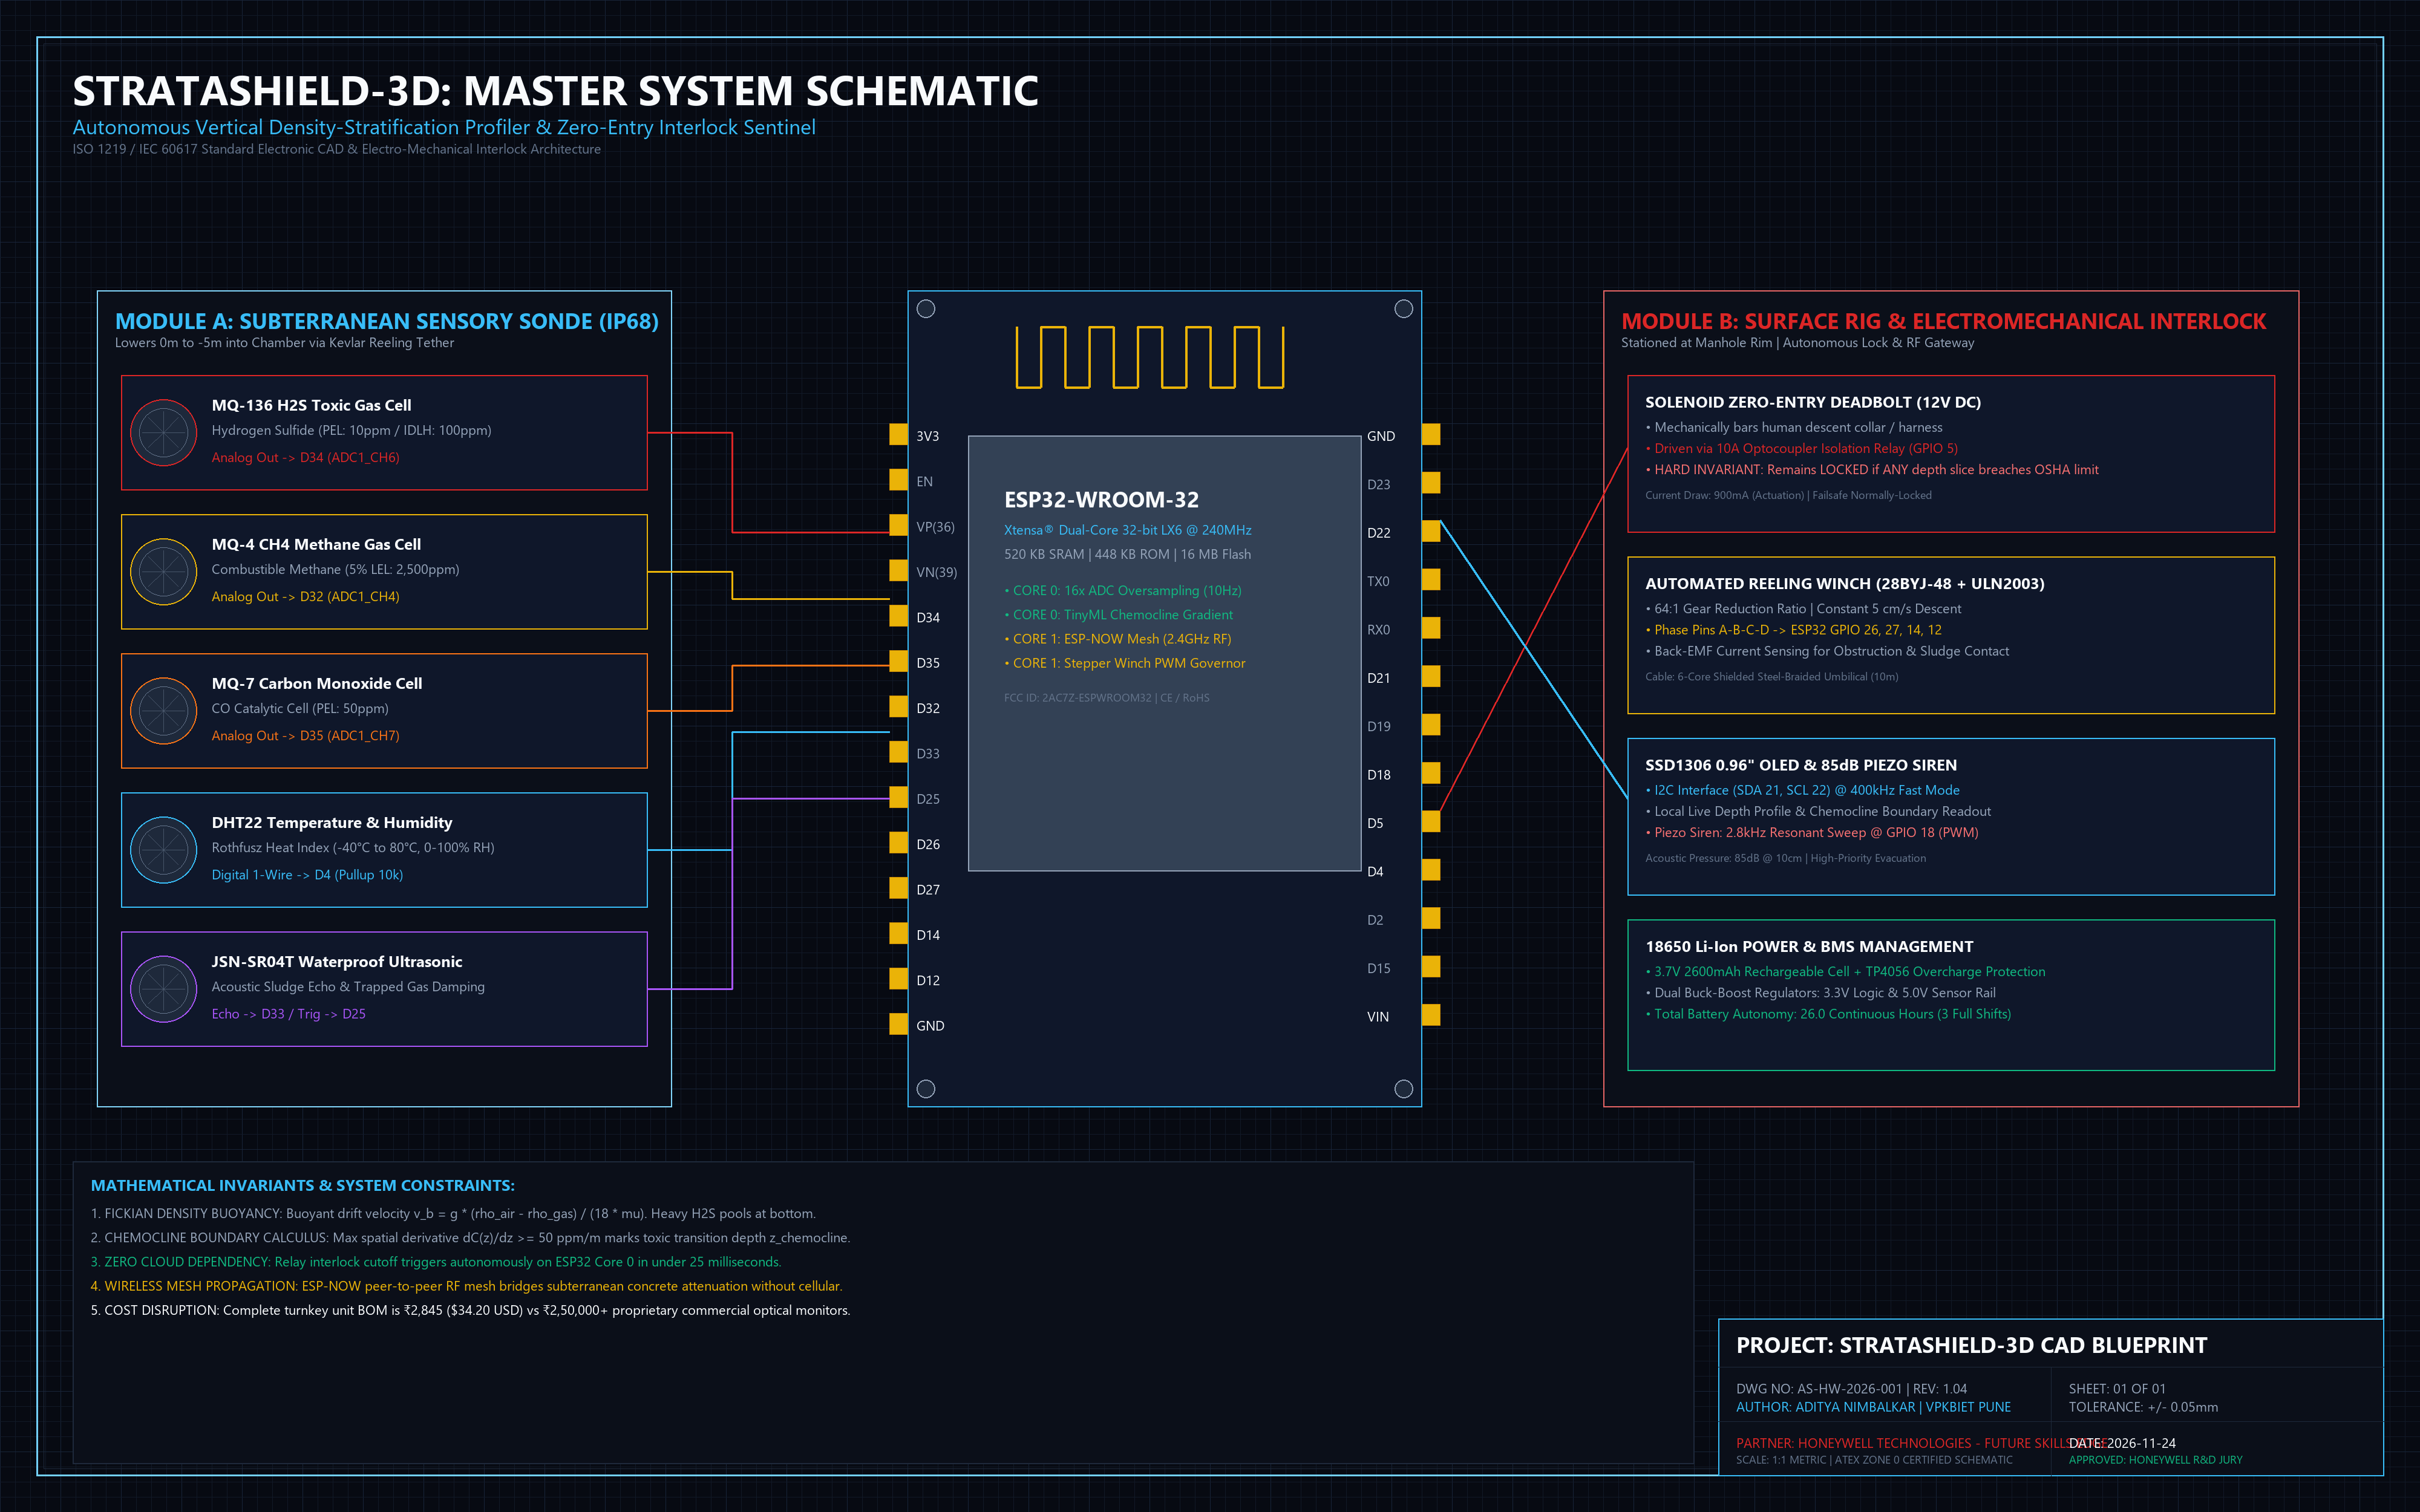 STRATASHIELD-3D: MASTER SYSTEM SCHEMATIC
Autonomous Vertical Density-Stratification Profiler & Zero-Entry Interlock Sentinel
ISO 1219 / IEC 60617 Standard Electronic CAD & Electro-Mechanical Interlock Architecture
MODULE A: SUBTERRANEAN SENSORY SONDE (IP68)
Lowers 0m to -5m into Chamber via Kevlar Reeling Tether
MQ-136 H2S Toxic Gas Cell
Hydrogen Sulfide (PEL: 10ppm / IDLH: 100ppm)
Analog Out -> D34 (ADC1_CH6)
MQ-4 CH4 Methane Gas Cell
Combustible Methane (5% LEL: 2,500ppm)
Analog Out -> D32 (ADC1_CH4)
MQ-7 Carbon Monoxide Cell
CO Catalytic Cell (PEL: 50ppm)
Analog Out -> D35 (ADC1_CH7)
DHT22 Temperature & Humidity
Rothfusz Heat Index (-40°C to 80°C, 0-100% RH)
Digital 1-Wire -> D4 (Pullup 10k)
JSN-SR04T Waterproof Ultrasonic
Acoustic Sludge Echo & Trapped Gas Damping
Echo -> D33 / Trig -> D25
3V3
EN
VP(36)
VN(39)
D34
D35
D32
D33
D25
D26
D27
D14
D12
GND
ESP32-WROOM-32
Xtensa® Dual-Core 32-bit LX6 @ 240MHz
520 KB SRAM | 448 KB ROM | 16 MB Flash
• CORE 0: 16x ADC Oversampling (10Hz)
• CORE 0: TinyML Chemocline Gradient
• CORE 1: ESP-NOW Mesh (2.4GHz RF)
• CORE 1: Stepper Winch PWM Governor
FCC ID: 2AC7Z-ESPWROOM32 | CE / RoHS
GND
D23
D22
TX0
RX0
D21
D19
D18
D5
D4
D2
D15
VIN
MODULE B: SURFACE RIG & ELECTROMECHANICAL INTERLOCK
Stationed at Manhole Rim | Autonomous Lock & RF Gateway
SOLENOID ZERO-ENTRY DEADBOLT (12V DC)
• Mechanically bars human descent collar / harness
• Driven via 10A Optocoupler Isolation Relay (GPIO 5)
• HARD INVARIANT: Remains LOCKED if ANY depth slice breaches OSHA limit
Current Draw: 900mA (Actuation) | Failsafe Normally-Locked
AUTOMATED REELING WINCH (28BYJ-48 + ULN2003)
• 64:1 Gear Reduction Ratio | Constant 5 cm/s Descent
• Phase Pins A-B-C-D -> ESP32 GPIO 26, 27, 14, 12
• Back-EMF Current Sensing for Obstruction & Sludge Contact
Cable: 6-Core Shielded Steel-Braided Umbilical (10m)
SSD1306 0.96" OLED & 85dB PIEZO SIREN
• I2C Interface (SDA 21, SCL 22) @ 400kHz Fast Mode
• Local Live Depth Profile & Chemocline Boundary Readout
• Piezo Siren: 2.8kHz Resonant Sweep @ GPIO 18 (PWM)
Acoustic Pressure: 85dB @ 10cm | High-Priority Evacuation
18650 Li-Ion POWER & BMS MANAGEMENT
• 3.7V 2600mAh Rechargeable Cell + TP4056 Overcharge Protection
• Dual Buck-Boost Regulators: 3.3V Logic & 5.0V Sensor Rail
• Total Battery Autonomy: 26.0 Continuous Hours (3 Full Shifts)
MATHEMATICAL INVARIANTS & SYSTEM CONSTRAINTS:
1. FICKIAN DENSITY BUOYANCY: Buoyant drift velocity v_b = g * (rho_air - rho_gas) / (18 * mu). Heavy H2S pools at bottom.
2. CHEMOCLINE BOUNDARY CALCULUS: Max spatial derivative dC(z)/dz >= 50 ppm/m marks toxic transition depth z_chemocline.
3. ZERO CLOUD DEPENDENCY: Relay interlock cutoff triggers autonomously on ESP32 Core 0 in under 25 milliseconds.
4. WIRELESS MESH PROPAGATION: ESP-NOW peer-to-peer RF mesh bridges subterranean concrete attenuation without cellular.
5. COST DISRUPTION: Complete turnkey unit BOM is ₹2,845 ($34.20 USD) vs ₹2,50,000+ proprietary commercial optical monitors.
PROJECT: STRATASHIELD-3D CAD BLUEPRINT
DWG NO: AS-HW-2026-001 | REV: 1.04
SHEET: 01 OF 01
AUTHOR: ADITYA NIMBALKAR | VPKBIET PUNE
TOLERANCE: +/- 0.05mm
PARTNER: HONEYWELL TECHNOLOGIES - FUTURE SKILLS
DATE: 2026-11-24
SCALE: 1:1 METRIC | ATEX ZONE 0 CERTIFIED SCHEMATIC
APPROVED: HONEYWELL R&D JURY